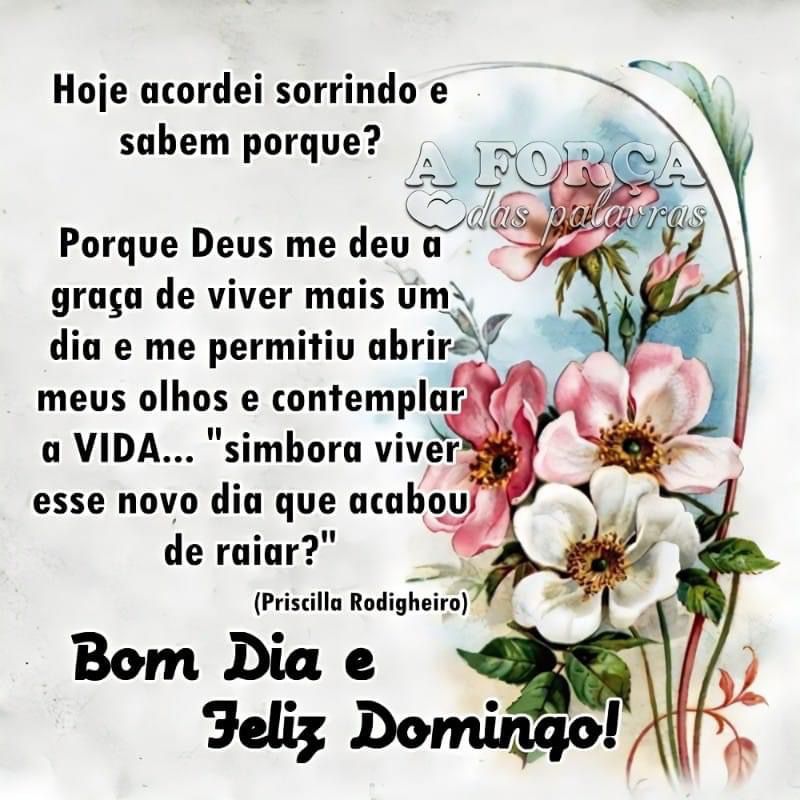 Hoje acordei sorrindo e
sabem porque?
A FORÇA
das palavras
Porque Deus me deu a
graça de viver mais um
dia e me permitiu abrir
meus olhos e contemplar
a VIDA... "simbora viver
esse novo dia que acabou
de raiar?"
(Priscilla Rodigheiro)
Bom Dia e
Feliz Domingo!